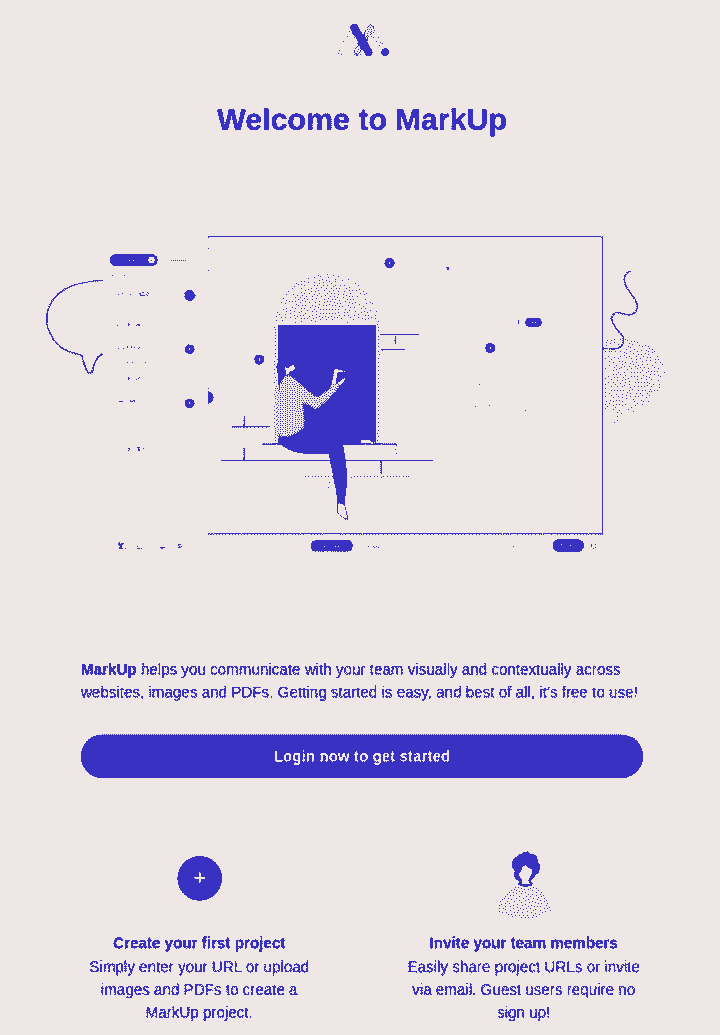 Welcome to MarkUp
MarkUp helps you communicate with your team visually and contextually across
websites, images and PDFs. Getting started is easy, and best of all, it's free to use!
Login now to get started
Create your first project
Simply enter your URL or upload
images and PDFs to create a
MarkUp project.
Invite your team members
Easily share project URLs or invite
via email. Guest users require no
sign up!